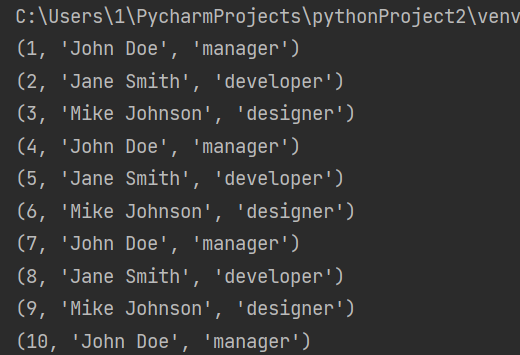 C:\Users\1\PycharmProjects\pythonProject2\venv
(1, 'John Doe', 'manager')
(2, 'Jane Smith', 'developer')
(3, 'Mike Johnson', 'designer')
(4, 'John Doe', 'manager')
(5, 'Jane Smith', 'developer')
(6, 'Mike Johnson', 'designer')
(7, 'John Doe', 'manager')
(8, 'Jane Smith', 'developer')
(9, 'Mike Johnson', 'designer')
(10, 'John Doe', 'manager')